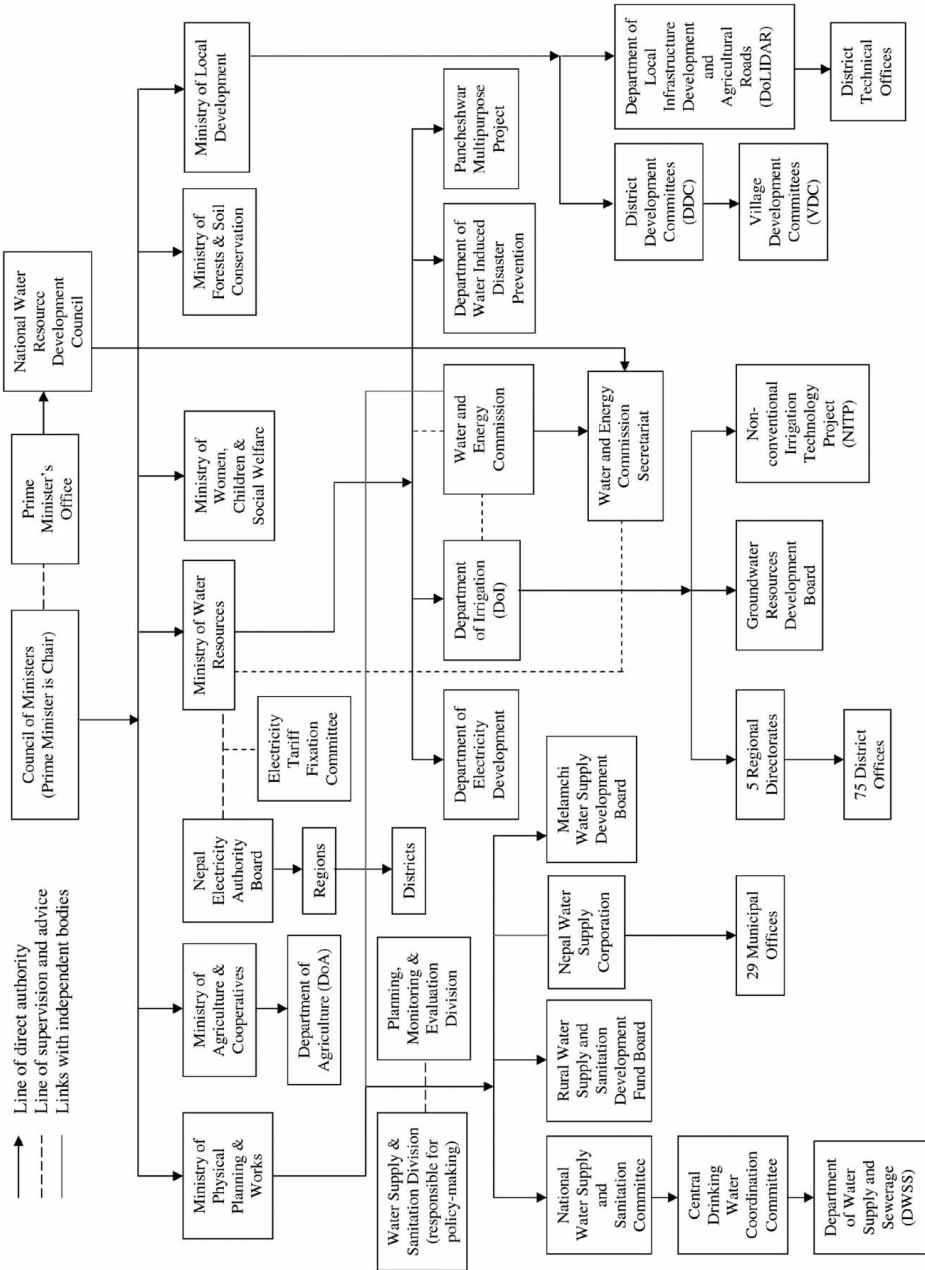 Line of direct authority
Line of supervision and advice
Links with independent bodies
Council of Ministers
(Prime Minister is Chair)
Prime
Minister's
Office
National Water
Resource
Development
Council
Ministry of
Physical
Planning &
Works
Ministry of
Agriculture &
Cooperatives
Nepal
Electricity
Authority
Board
Ministry of Water
Resources
Ministry of
Women,
Children &
Social Welfare
Ministry of
Forests & Soil
Conservation
Ministry of Local
Development
Department of
Agriculture (DoA)
Regions
Districts
Electricity
Tariff
Fixation
Committee
Water Supply &
Sanitation Division
(responsible for
policy-making)
Planning,
Monitoring &
Evaluation
Division
Department of
Electricity
Development
Department
of Irrigation
(DoI)
Water and
Energy
Commission
Department of
Water Induced
Disaster
Prevention
Pancheshwar
Multipurpose
Project
National
Water Supply
and
Sanitation
Committee
Rural Water
Supply and
Sanitation
Development
Fund Board
Nepal Water
Supply
Corporation
Melamchi
Water Supply
Development
Board
Water and Energy
Commission
Secretariat
District
Development
Committees
(DDC)
Department of
Local
Infrastructure
Development
and
Agricultural
Roads
(DoLIDAR)
Central
Drinking
Water
Coordination
Committee
29 Municipal
Offices
5 Regional
Directorates
Groundwater
Resources
Development
Board
Non-
conventional
Irrigation
Technology
Project
(NITP)
Village
Development
Committees
(VDC)
District
Technical
Offices
Department
of Water
Supply and
Sewerage
(DWSS)
75 District
Offices